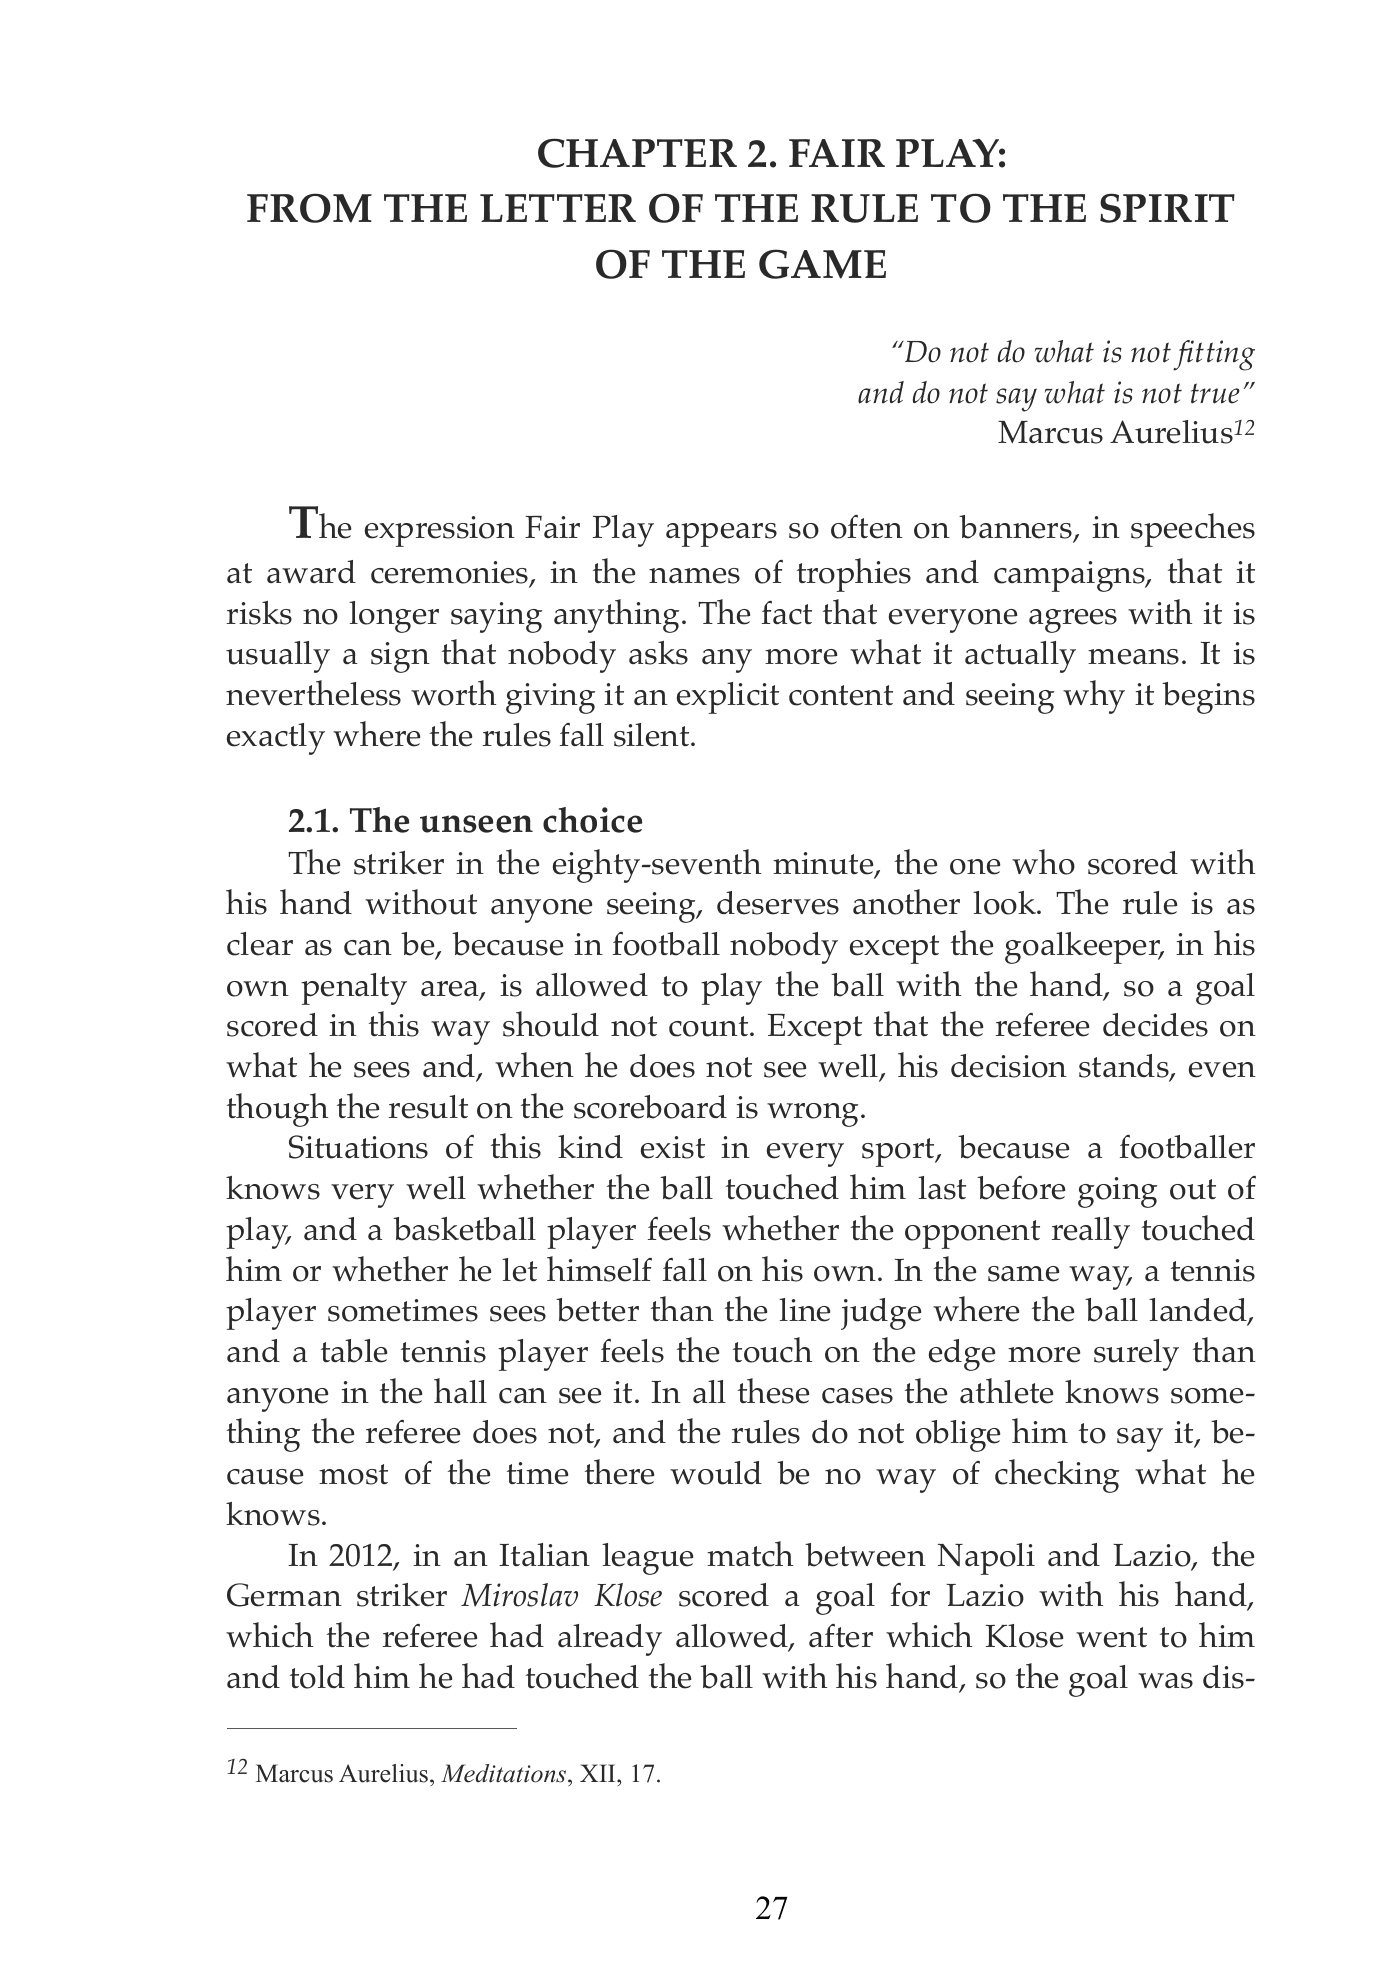 CHAPTER 2. FAIR PLAY:
FROM THE LETTER OF THE RULE TO THE SPIRIT
OF THE GAME
“Do not do what is not fitting
and do not say what is not true”
Marcus Aurelius12
The expression Fair Play appears so often on banners, in speeches
at award ceremonies, in the names of trophies and campaigns, that it
risks no longer saying anything. The fact that everyone agrees with it is
usually a sign that nobody asks any more what it actually means. It is
nevertheless worth giving it an explicit content and seeing why it begins
exactly where the rules fall silent.
2.1. The unseen choice
The striker in the eighty-seventh minute, the one who scored with
his hand without anyone seeing, deserves another look. The rule is as
clear as can be, because in football nobody except the goalkeeper, in his
own penalty area, is allowed to play the ball with the hand, so a goal
scored in this way should not count. Except that the referee decides on
what he sees and, when he does not see well, his decision stands, even
though the result on the scoreboard is wrong.
Situations of this kind exist in every sport, because a footballer
knows very well whether the ball touched him last before going out of
play, and a basketball player feels whether the opponent really touched
him or whether he let himself fall on his own. In the same way, a tennis
player sometimes sees better than the line judge where the ball landed,
and a table tennis player feels the touch on the edge more surely than
anyone in the hall can see it. In all these cases the athlete knows some-
thing the referee does not, and the rules do not oblige him to say it, be-
cause most of the time there would be no way of checking what he
knows.
In 2012, in an Italian league match between Napoli and Lazio, the
German striker Miroslav Klose scored a goal for Lazio with his hand,
which the referee had already allowed, after which Klose went to him
and told him he had touched the ball with his hand, so the goal was dis-
12 Marcus Aurelius, Meditations, XII, 17.
27